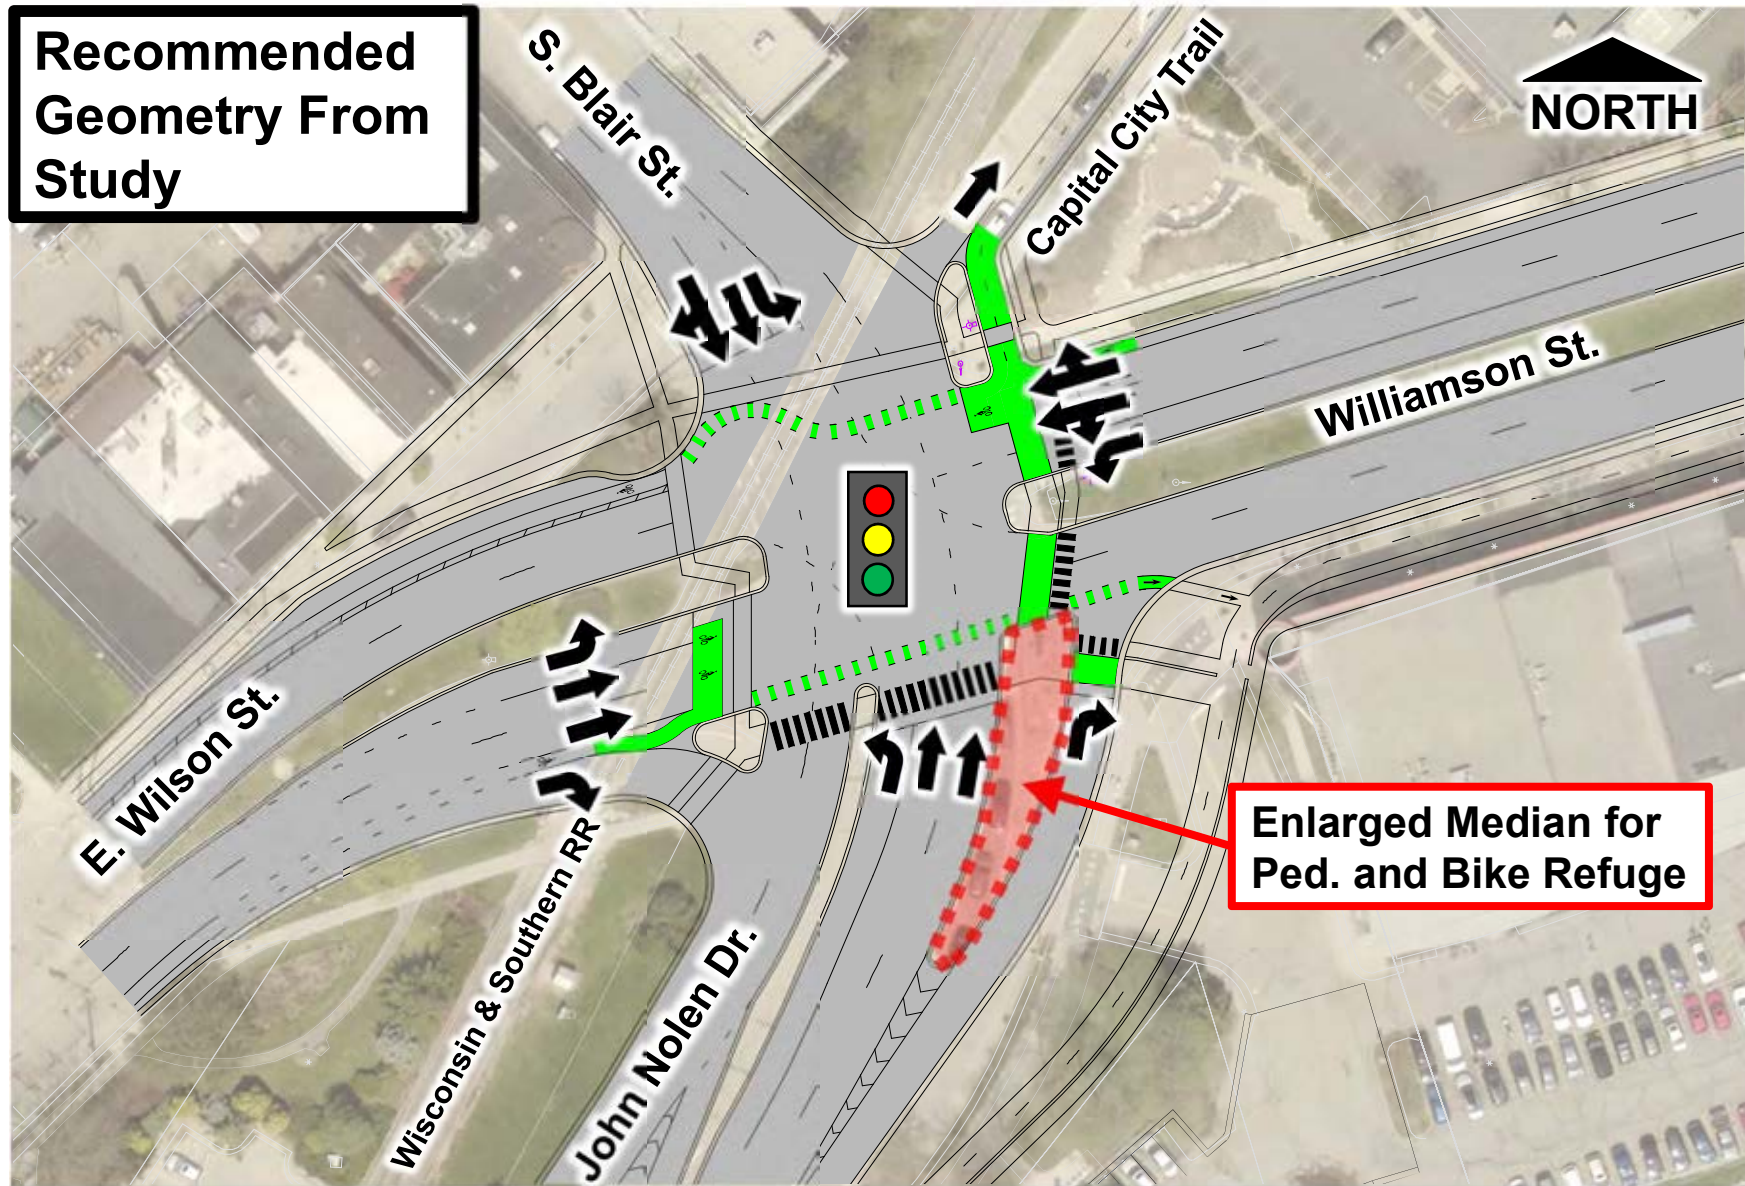 Recommended
Geometry From
Study
S. Blair St.
Capital City Trail
NORTH
Williamson St.
E. Wilson St.
Wisconsin & Southern RR
John Nolen Dr.
Enlarged Median for
Ped. and Bike Refuge